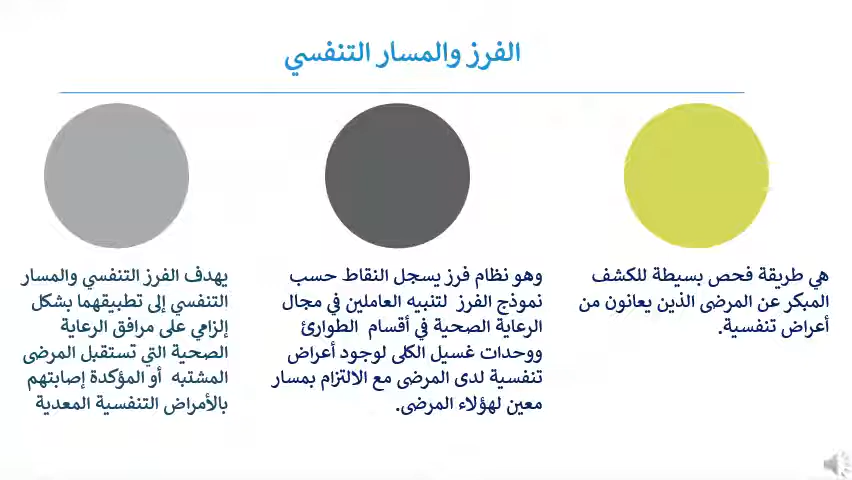 الفرز والمسار التنفسي
هي طريقة فحص بسيطة للكشف
المبكر عن المرضى الذين يعانون من
أعراض تنفسية.
وهو نظام فرز يسجل النقاط حسب
نموذج الفرز لتنبيه العاملين في مجال
الرعاية الصحية في أقسام الطوارئ
ووحدات غسيل الكلى لوجود أعراض
تنفسية لدى المرضى مع الالتزام بمسار
معين لهؤلاء المرضى.
يهدف الفرز التنفسي والمسار
التنفسي إلى تطبيقهما بشكل
إلزامي على مرافق الرعاية
الصحية التي تستقبل المرضى
المشتبه أو المؤكدة إصابتهم
بالأمراض التنفسية المعدية